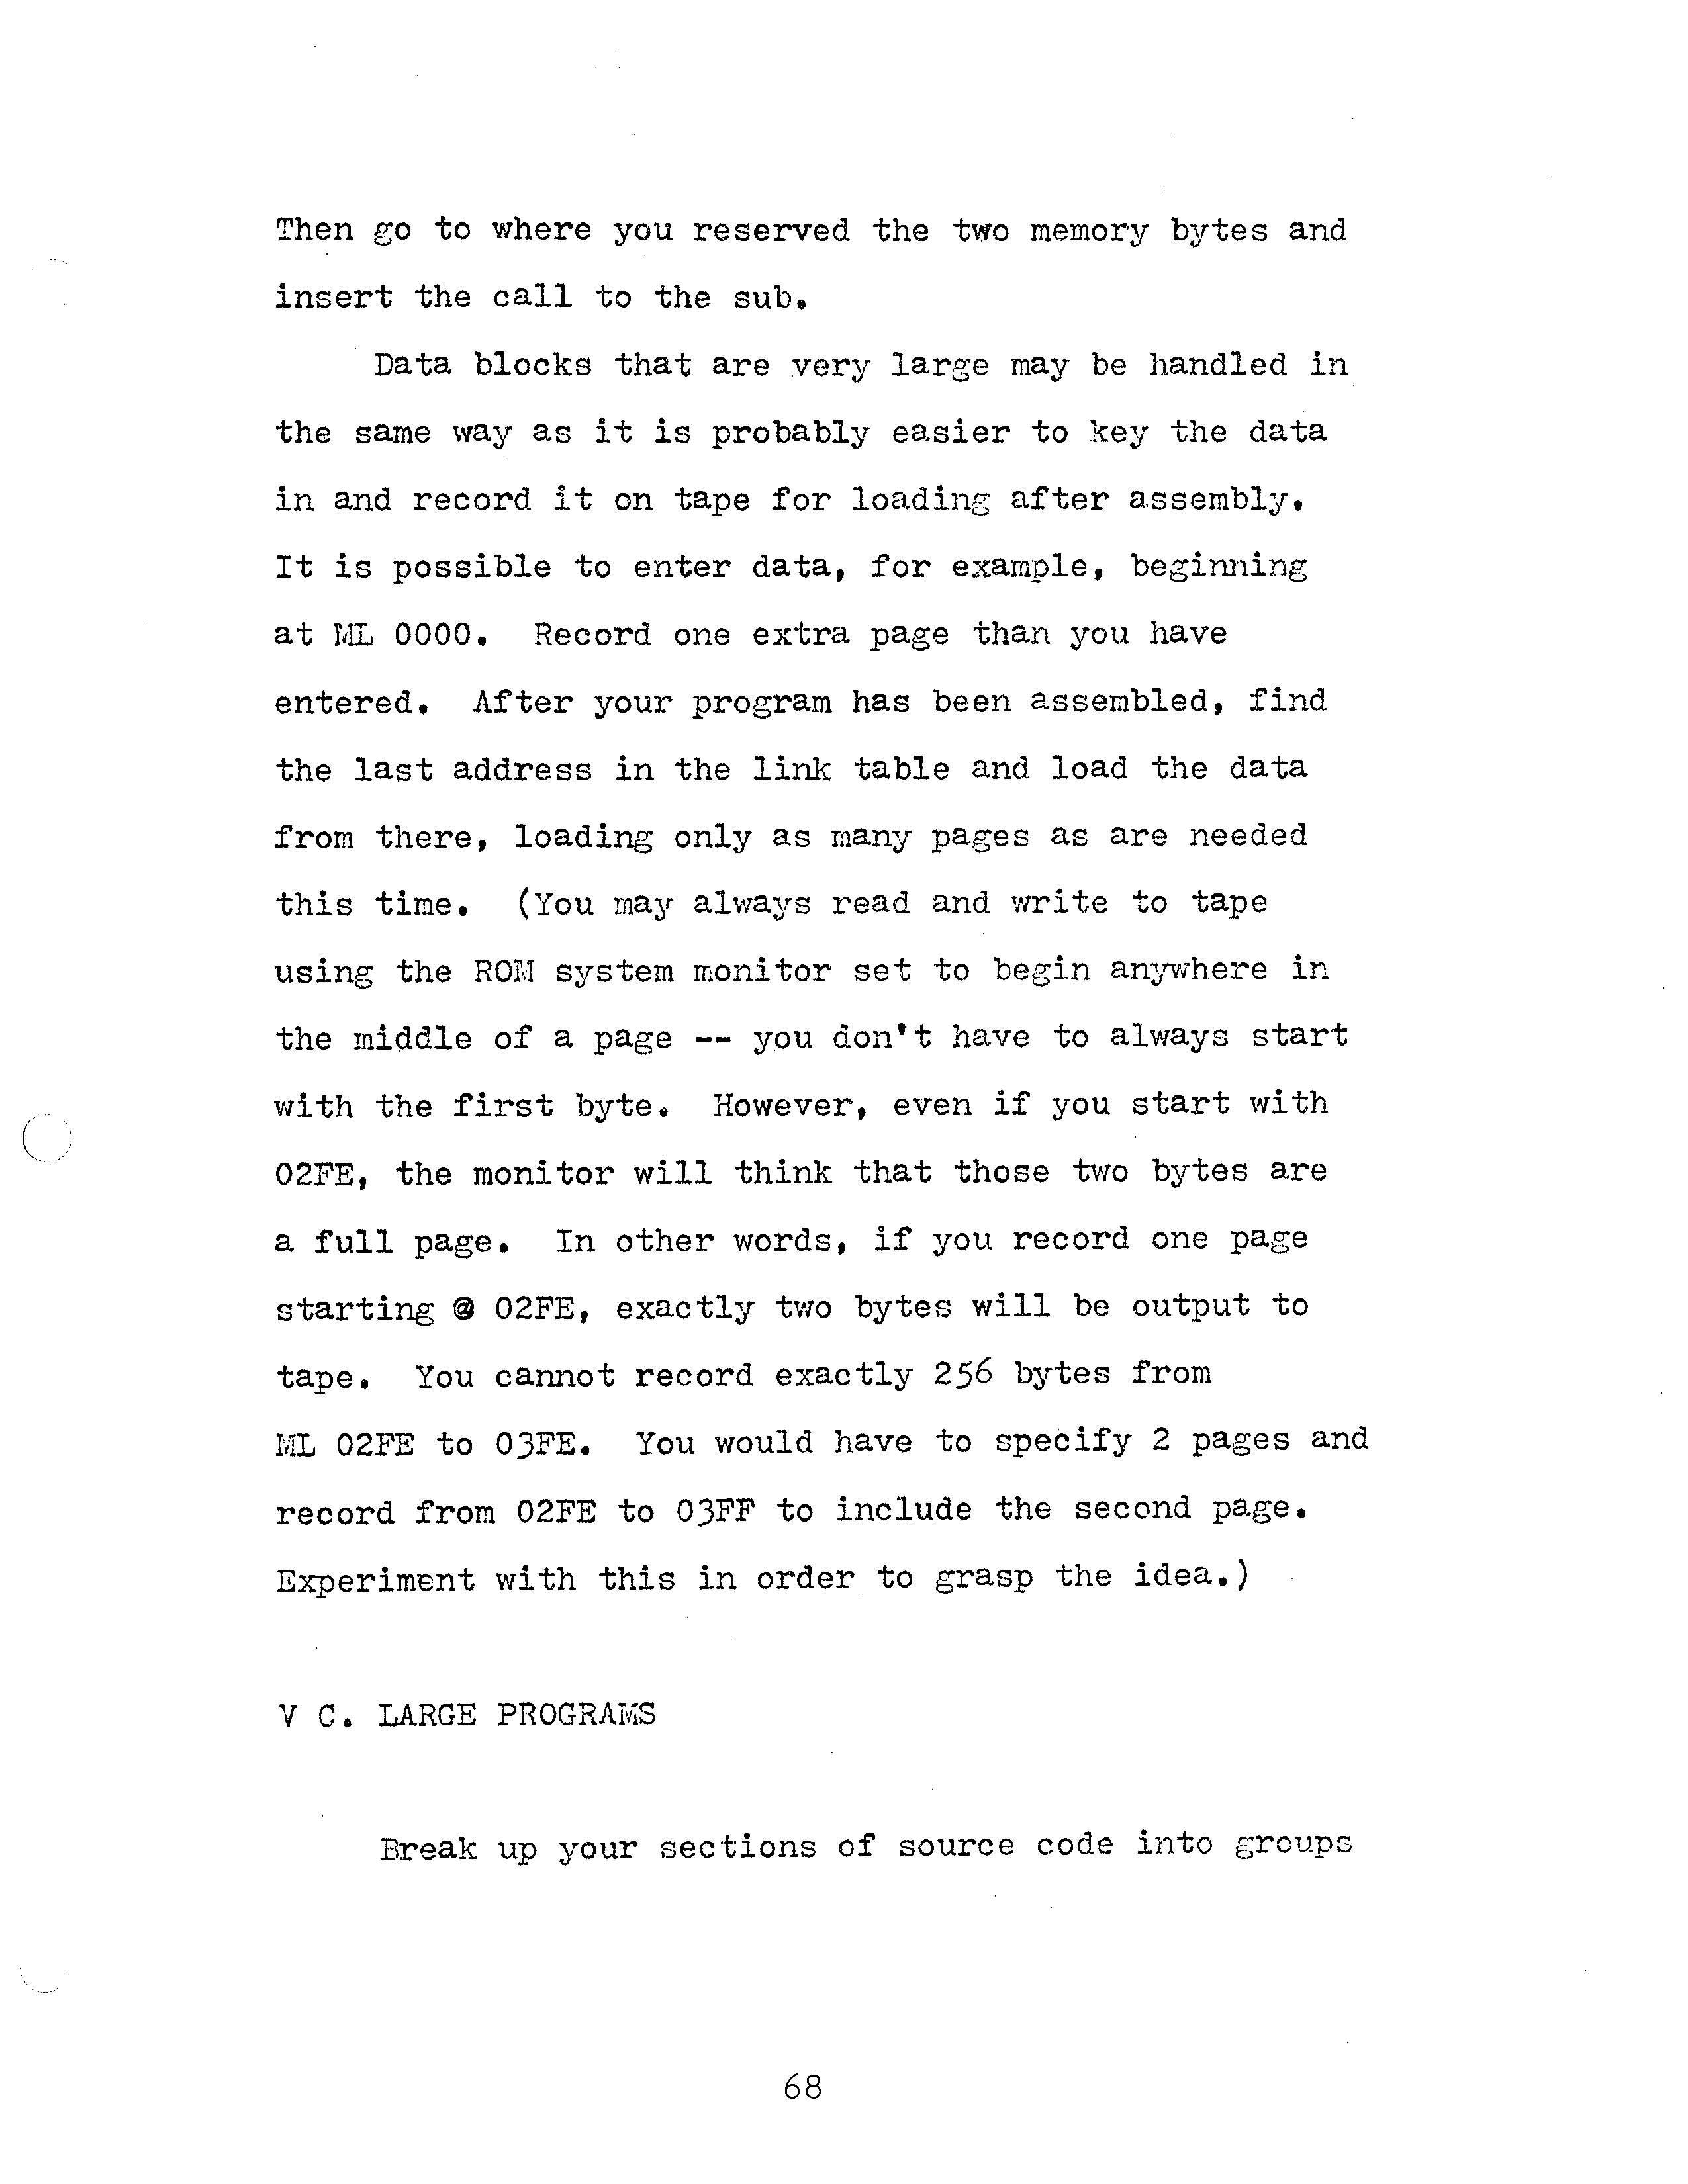 Then go to where you reserved the two memory bytes and
insert the call to the sub.
Data blocks that are very large may be handled in
the same way as it is probably easier to key the data
in and record it on tape for loading after assembly.
It is possible to enter data, for example, beginning
at ML 0000.  Record one extra page than you have
entered.  After your program has been assembled, find
the last address in the link table and load the data
from there, loading only as many pages as are needed
this time.  (You may always read and write to tape
using the ROM system monitor set to begin anywhere in
the middle of a page -- you don't have to always start
with the first byte.  However, even if you start with
02FE, the monitor will think that those two bytes are
a full page.  In other words, if you record one page
starting @ 02FE, exactly two bytes will be output to
tape.  You cannot record exactly 256 bytes from
ML 02FE to 03FE.  You would have to specify 2 pages and
record from 02FE to 03FF to include the second page.
Experiment with this in order to grasp the idea.)
V C. LARGE PROGRAMS
Break up your sections of source code into groups
68